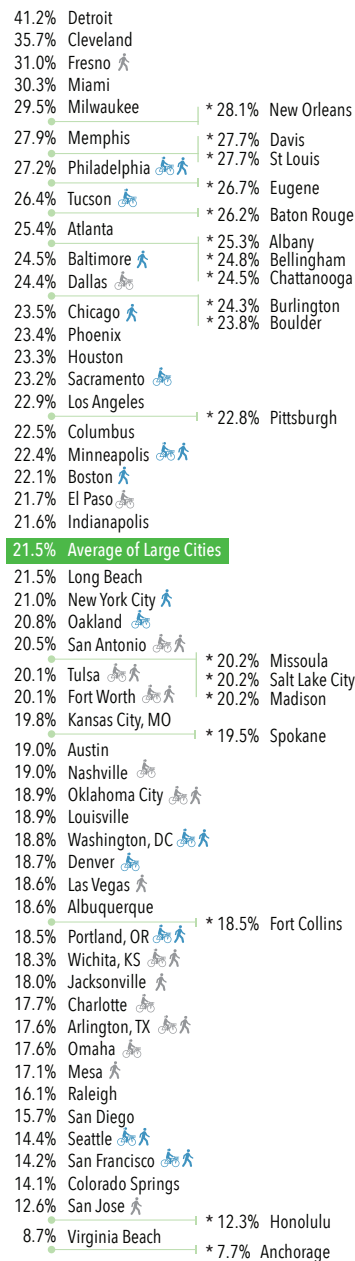 41.2% Detroit
35.7% Cleveland
31.0% Fresno
30.3% Miami
29.5% Milwaukee
* 28.1% New Orleans
27.9% Memphis
* 27.7% Davis
* 27.7% St Louis
27.2% Philadelphia
* 26.7% Eugene
26.4% Tucson
* 26.2% Baton Rouge
25.4% Atlanta
* 25.3% Albany
* 24.8% Bellingham
* 24.5% Chattanooga
24.5% Baltimore
24.4% Dallas
* 24.3% Burlington
* 23.8% Boulder
23.5% Chicago
23.4% Phoenix
23.3% Houston
23.2% Sacramento
22.9% Los Angeles
* 22.8% Pittsburgh
22.5% Columbus
22.4% Minneapolis
22.1% Boston
21.7% El Paso
21.6% Indianapolis
21.5% Average of Large Cities
21.5% Long Beach
21.0% New York City
20.8% Oakland
20.5% San Antonio
* 20.2% Missoula
* 20.2% Salt Lake City
* 20.2% Madison
20.1% Tulsa
20.1% Fort Worth
19.8% Kansas City, MO
* 19.5% Spokane
19.0% Austin
19.0% Nashville
18.9% Oklahoma City
18.9% Louisville
18.8% Washington, DC
18.7% Denver
18.6% Las Vegas
18.6% Albuquerque
* 18.5% Fort Collins
18.5% Portland, OR
18.3% Wichita, KS
18.0% Jacksonville
17.7% Charlotte
17.6% Arlington, TX
17.6% Omaha
17.1% Mesa
16.1% Raleigh
15.7% San Diego
14.4% Seattle
14.2% San Francisco
14.1% Colorado Springs
12.6% San Jose
* 12.3% Honolulu
8.7% Virginia Beach
* 7.7% Anchorage